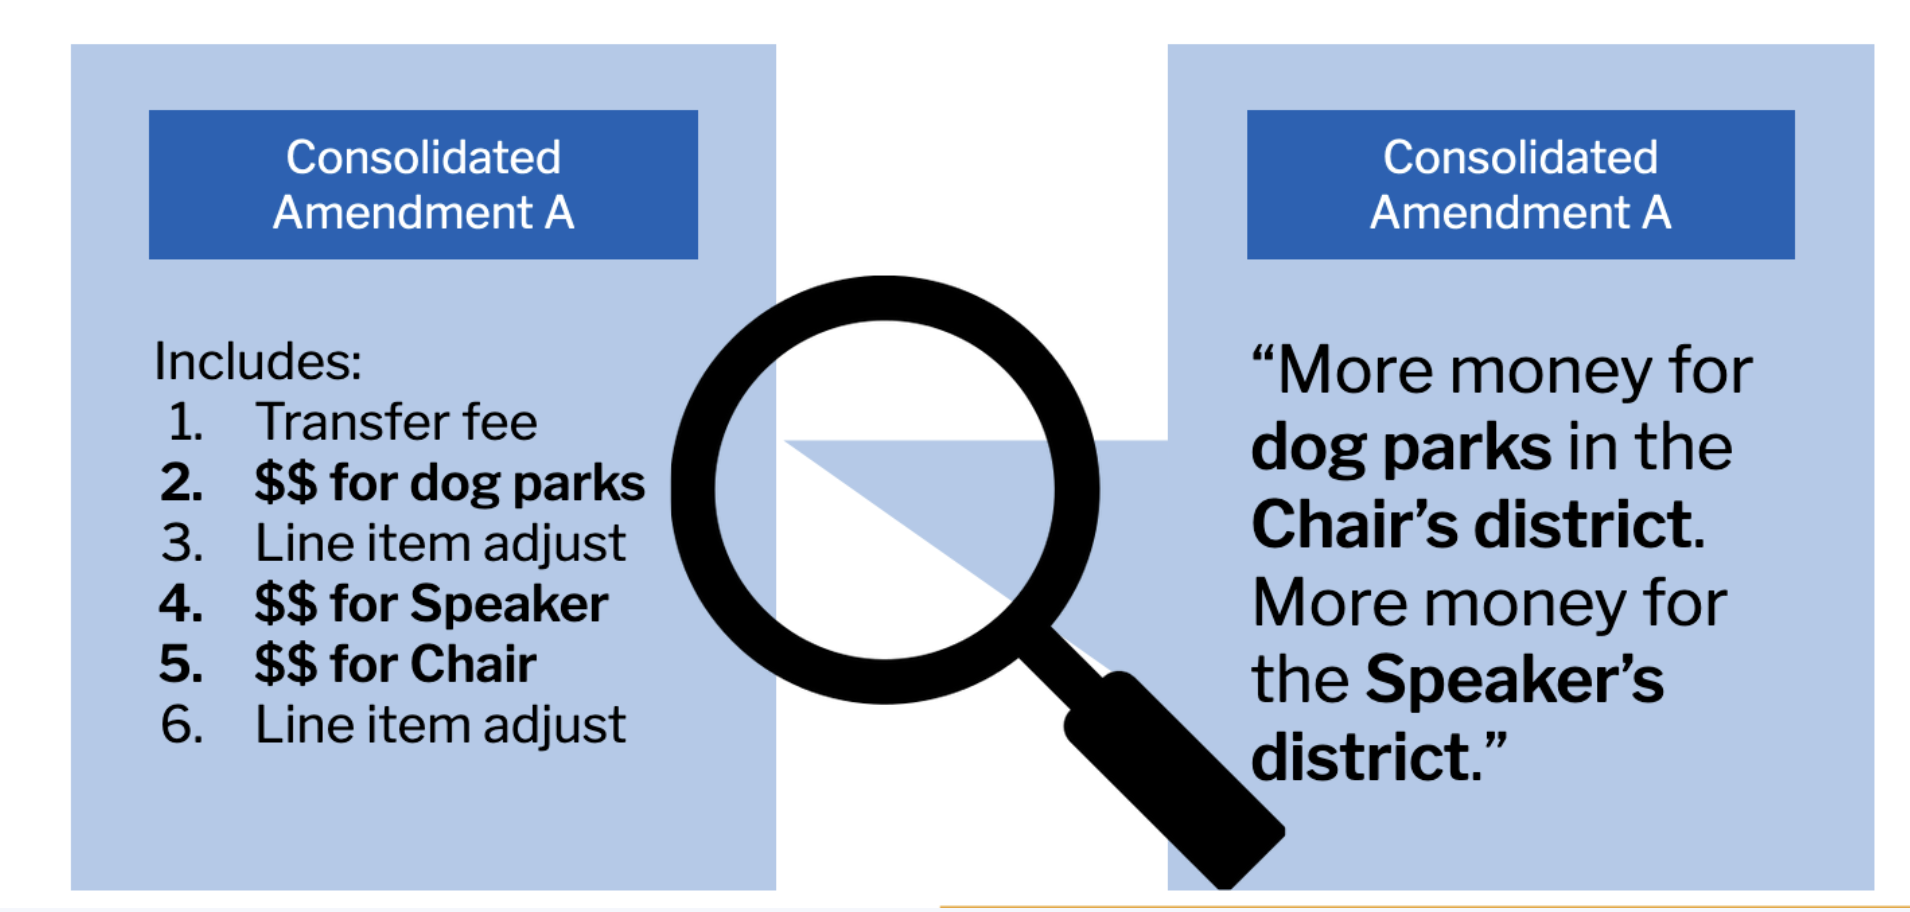 Consolidated
Amendment A
Includes:
1. Transfer fee
2. $$ for dog parks
3. Line item adjust
4. $$ for Speaker
5. $$ for Chair
6. Line item adjust
Consolidated
Amendment A
“More money for
dog parks in the
Chair’s district.
More money for
the Speaker’s
district.”